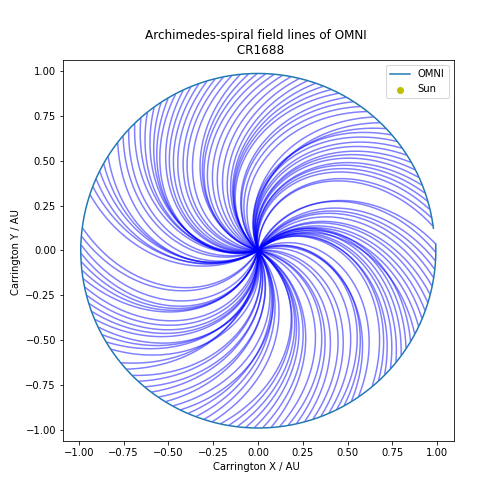 Archimedes-spiral field lines of OMNI
CR1688
OMNI
Sun
1.00
0.75
0.50
0.25
0.00
−0.25
−0.50
−0.75
−1.00
Carrington Y / AU
−1.00 −0.75 −0.50 −0.25 0.00 0.25 0.50 0.75 1.00
Carrington X / AU